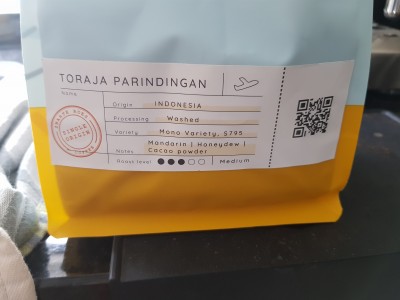 TORAJA PARINDINGAN
Name
Origin INDONESIA
Processing Washed
Variety Mono Variety, S795
Mandarin | Honeydew |
Notes Cacao powder
Roast level Medium
SINGLE
ORIGIN